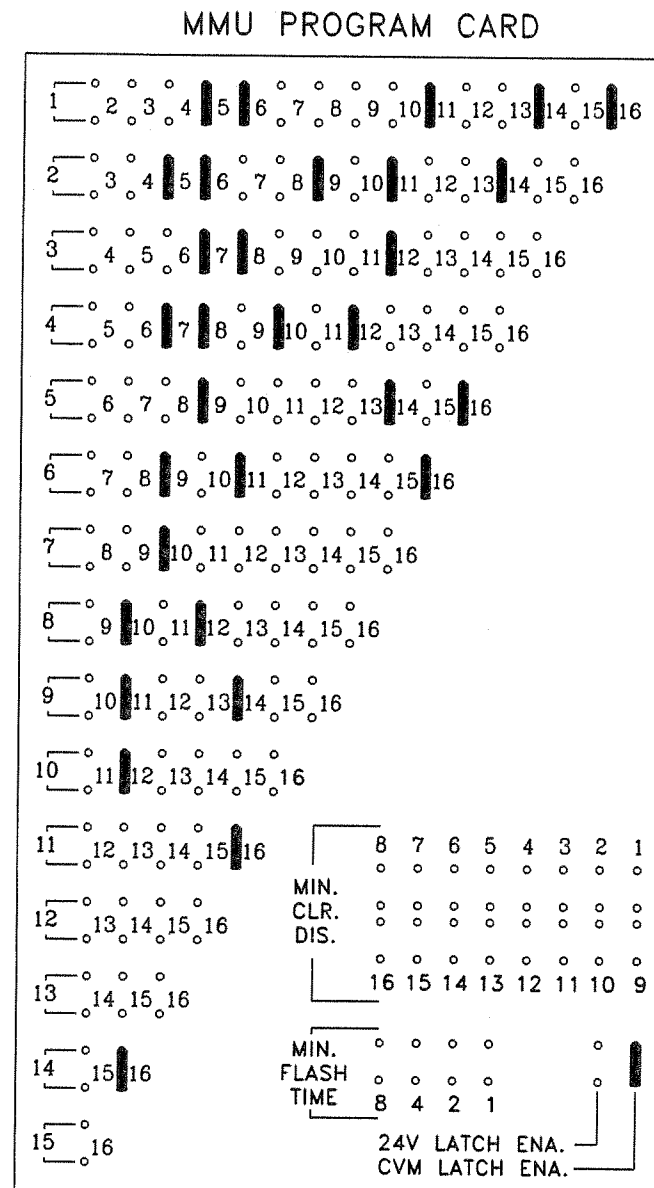 MMU PROGRAM CARD
1 2 3 4 5 6 7 8 9 10 11 12 13 14 15 16
2 3 4 5 6 7 8 9 10 11 12 13 14 15 16
3 4 5 6 7 8 9 10 11 12 13 14 15 16
4 5 6 7 8 9 10 11 12 13 14 15 16
5 6 7 8 9 10 11 12 13 14 15 16
6 7 8 9 10 11 12 13 14 15 16
7 8 9 10 11 12 13 14 15 16
8 9 10 11 12 13 14 15 16
9 10 11 12 13 14 15 16
10 11 12 13 14 15 16
11 12 13 14 15 16
12 13 14 15 16
13 14 15 16
14 15 16
15 16
8 7 6 5 4 3 2 1
MIN.
CLR.
DIS.
16 15 14 13 12 11 10 9
MIN.
FLASH
TIME
8 4 2 1
24V LATCH ENA.
CVM LATCH ENA.